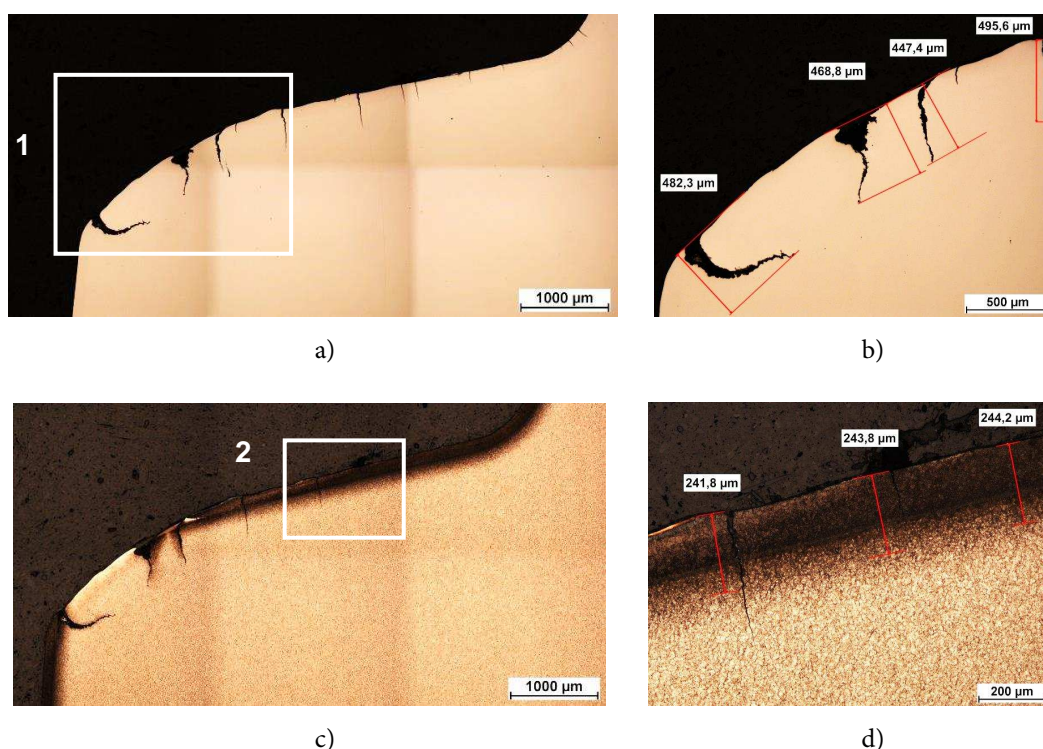 1
1000 µm
a)
495,6 µm
447,4 µm
468,8 µm
482,3 µm
500 µm
b)
2
1000 µm
c)
244,2 µm
243,8 µm
241,8 µm
200 µm
d)